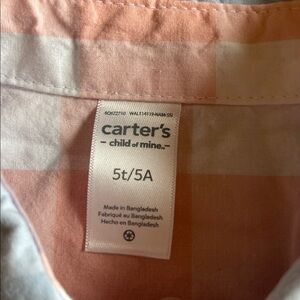 carter's
- child of mine.. -
5t/5A
Made in Bangladesh
Fabriqué au Bangladesh
Hecho en Bangladesh